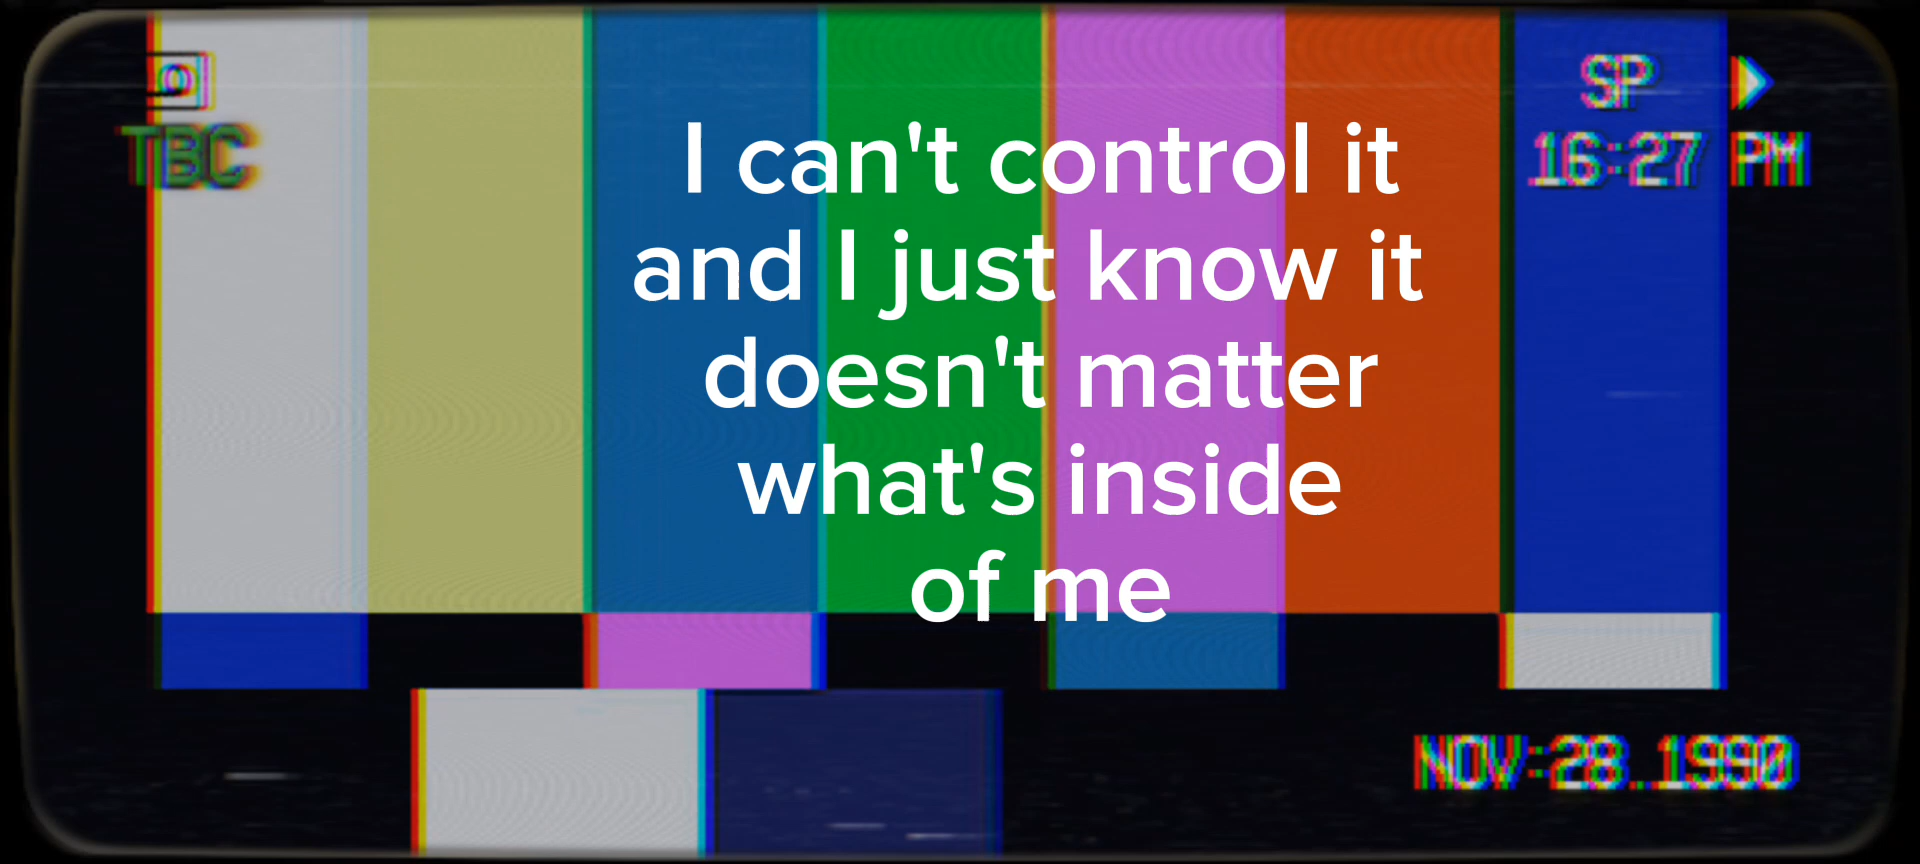 TBC
SP
16:27 PM
I can't control it
and I just know it
doesn't matter
what's inside
of me
NOV.28.1990